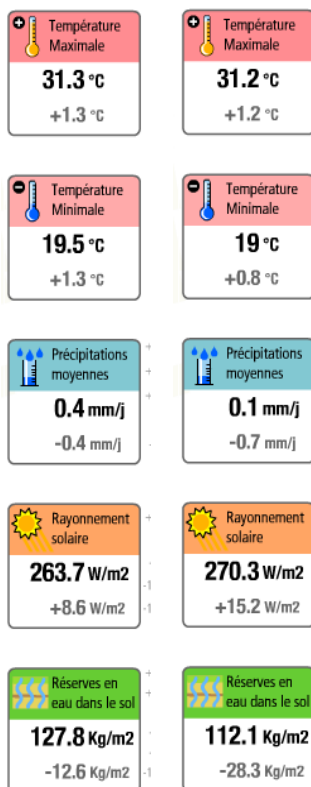 Température
Maximale
31.3 °C
+1.3 °C
Température
Maximale
31.2 °C
+1.2 °C
Température
Minimale
19.5 °C
+1.3 °C
Température
Minimale
19 °C
+0.8 °C
Précipitations
moyennes
0.4 mm/j
-0.4 mm/j
Précipitations
moyennes
0.1 mm/j
-0.7 mm/j
Rayonnement
solaire
263.7 W/m2
+8.6 W/m2
Rayonnement
solaire
270.3 W/m2
+15.2 W/m2
Réserves en
eau dans le sol
127.8 Kg/m2
-12.6 Kg/m2
Réserves en
eau dans le sol
112.1 Kg/m2
-28.3 Kg/m2